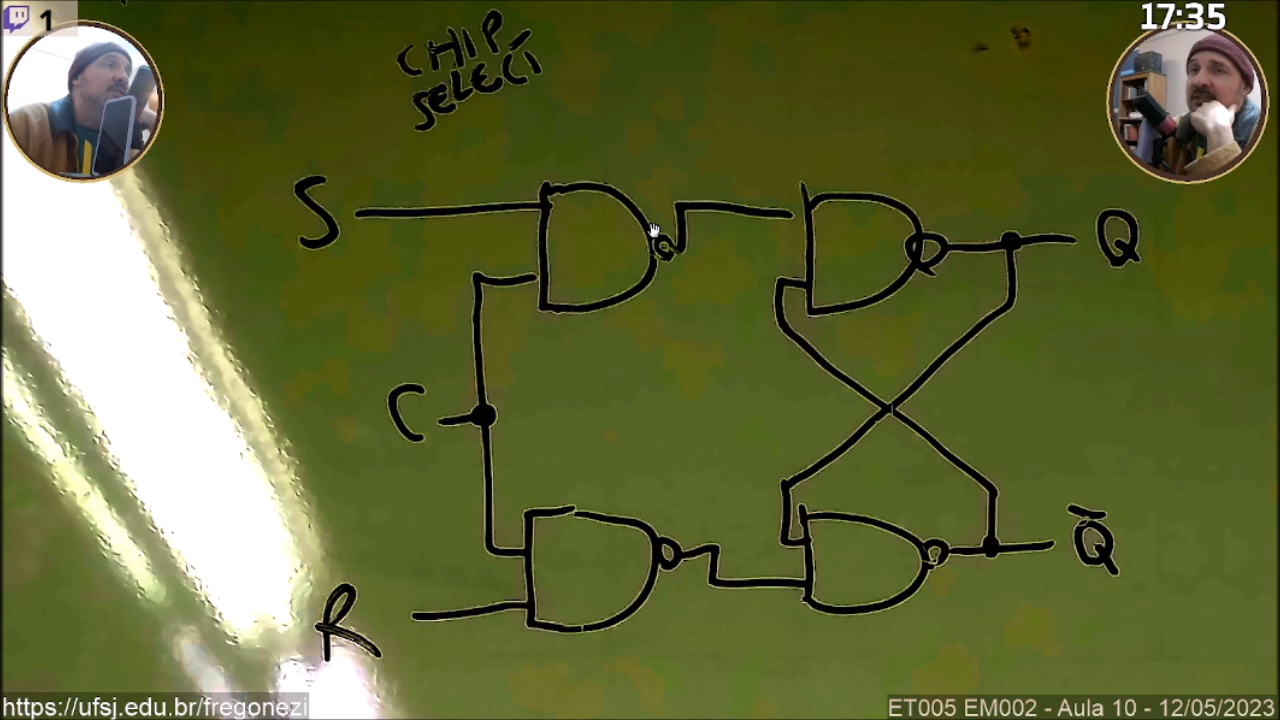 1
17:35
CHIP
SELECT
S
Q
C
Q̄
R
https://ufsj.edu.br/fregonezi
ET005 EM002 - Aula 10 - 12/05/2023